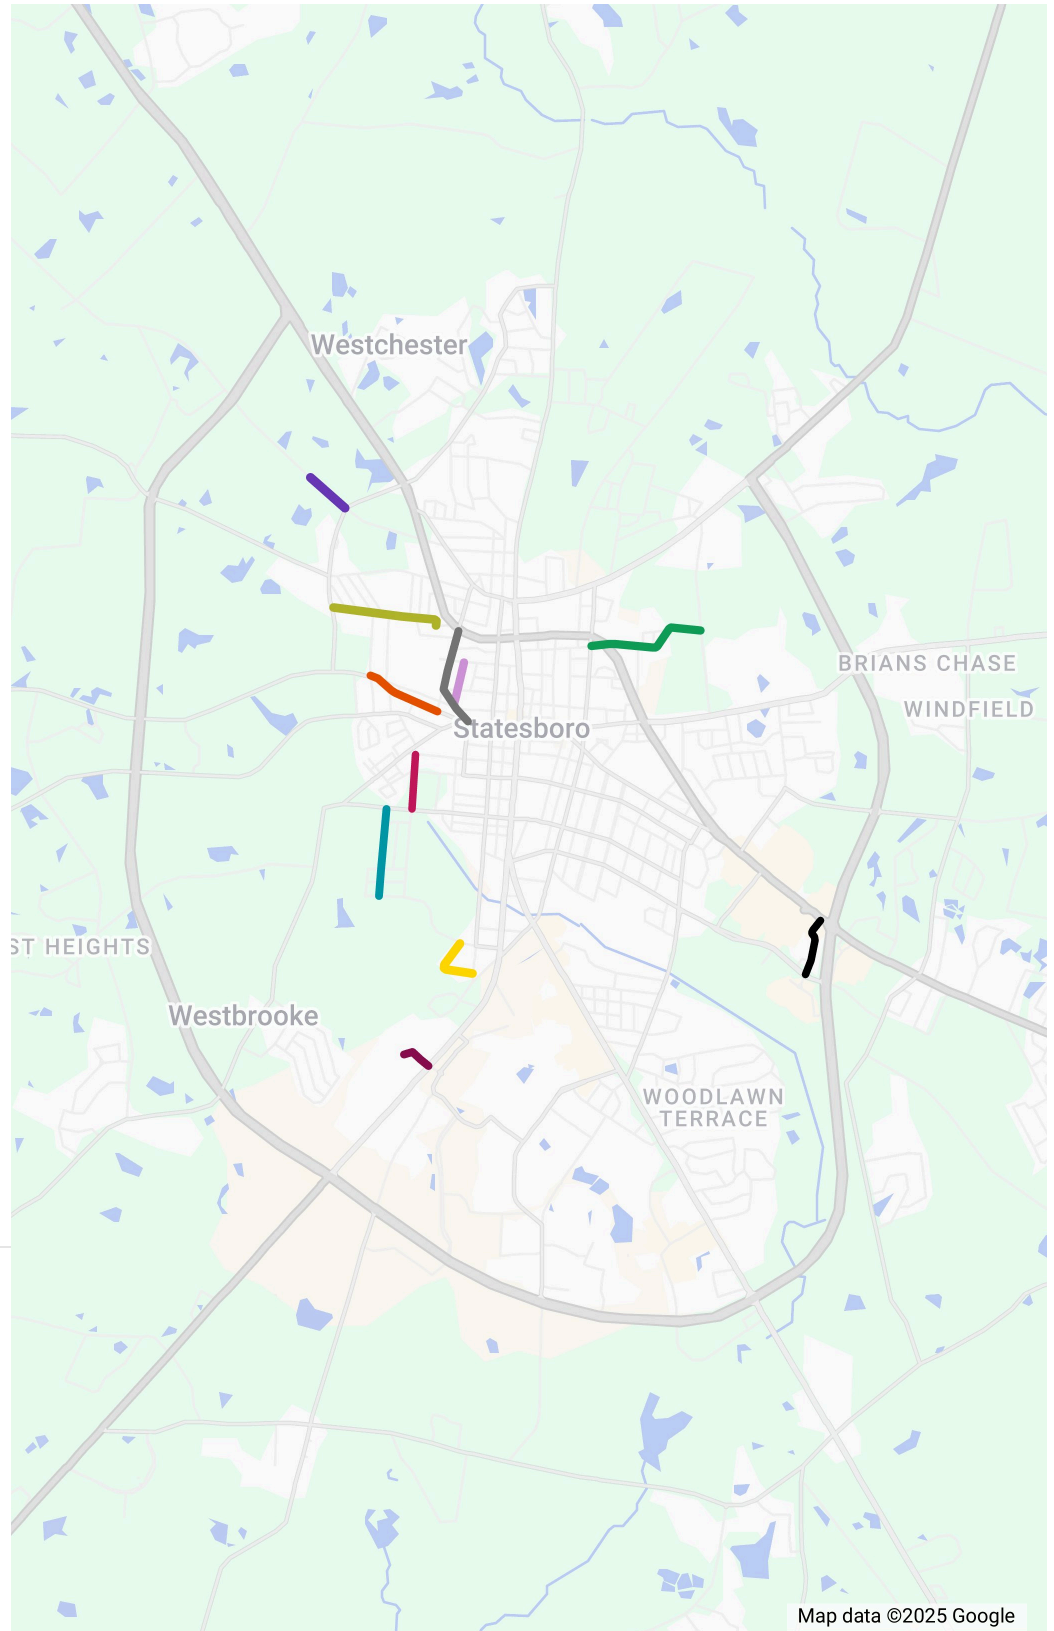 Westchester
BRIANS CHASE
WINDFIELD
Statesboro
ST HEIGHTS
Westbrooke
WOODLAWN
TERRACE
Map data ©2025 Google